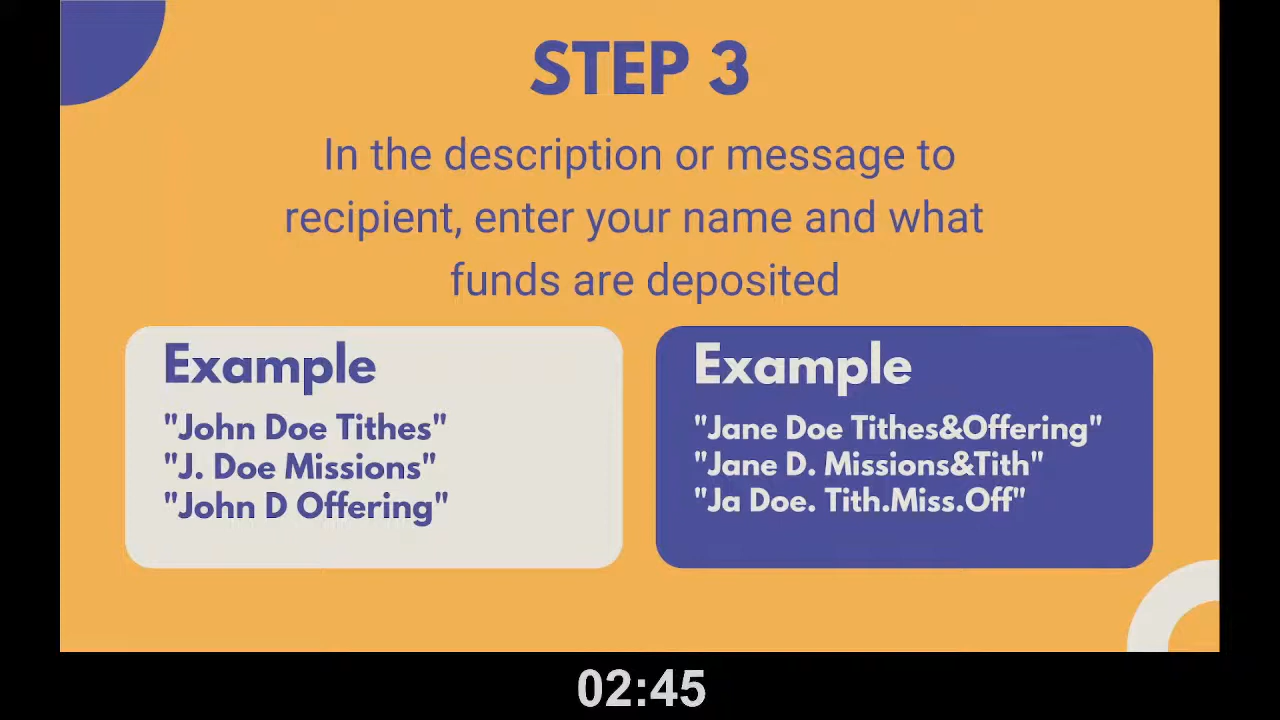 STEP 3
In the description or message to
recipient, enter your name and what
funds are deposited
Example
"John Doe Tithes"
"J. Doe Missions"
"John D Offering"
Example
"Jane Doe Tithes&Offering"
"Jane D. Missions&Tith"
"Ja Doe. Tith.Miss.Off"
02:45